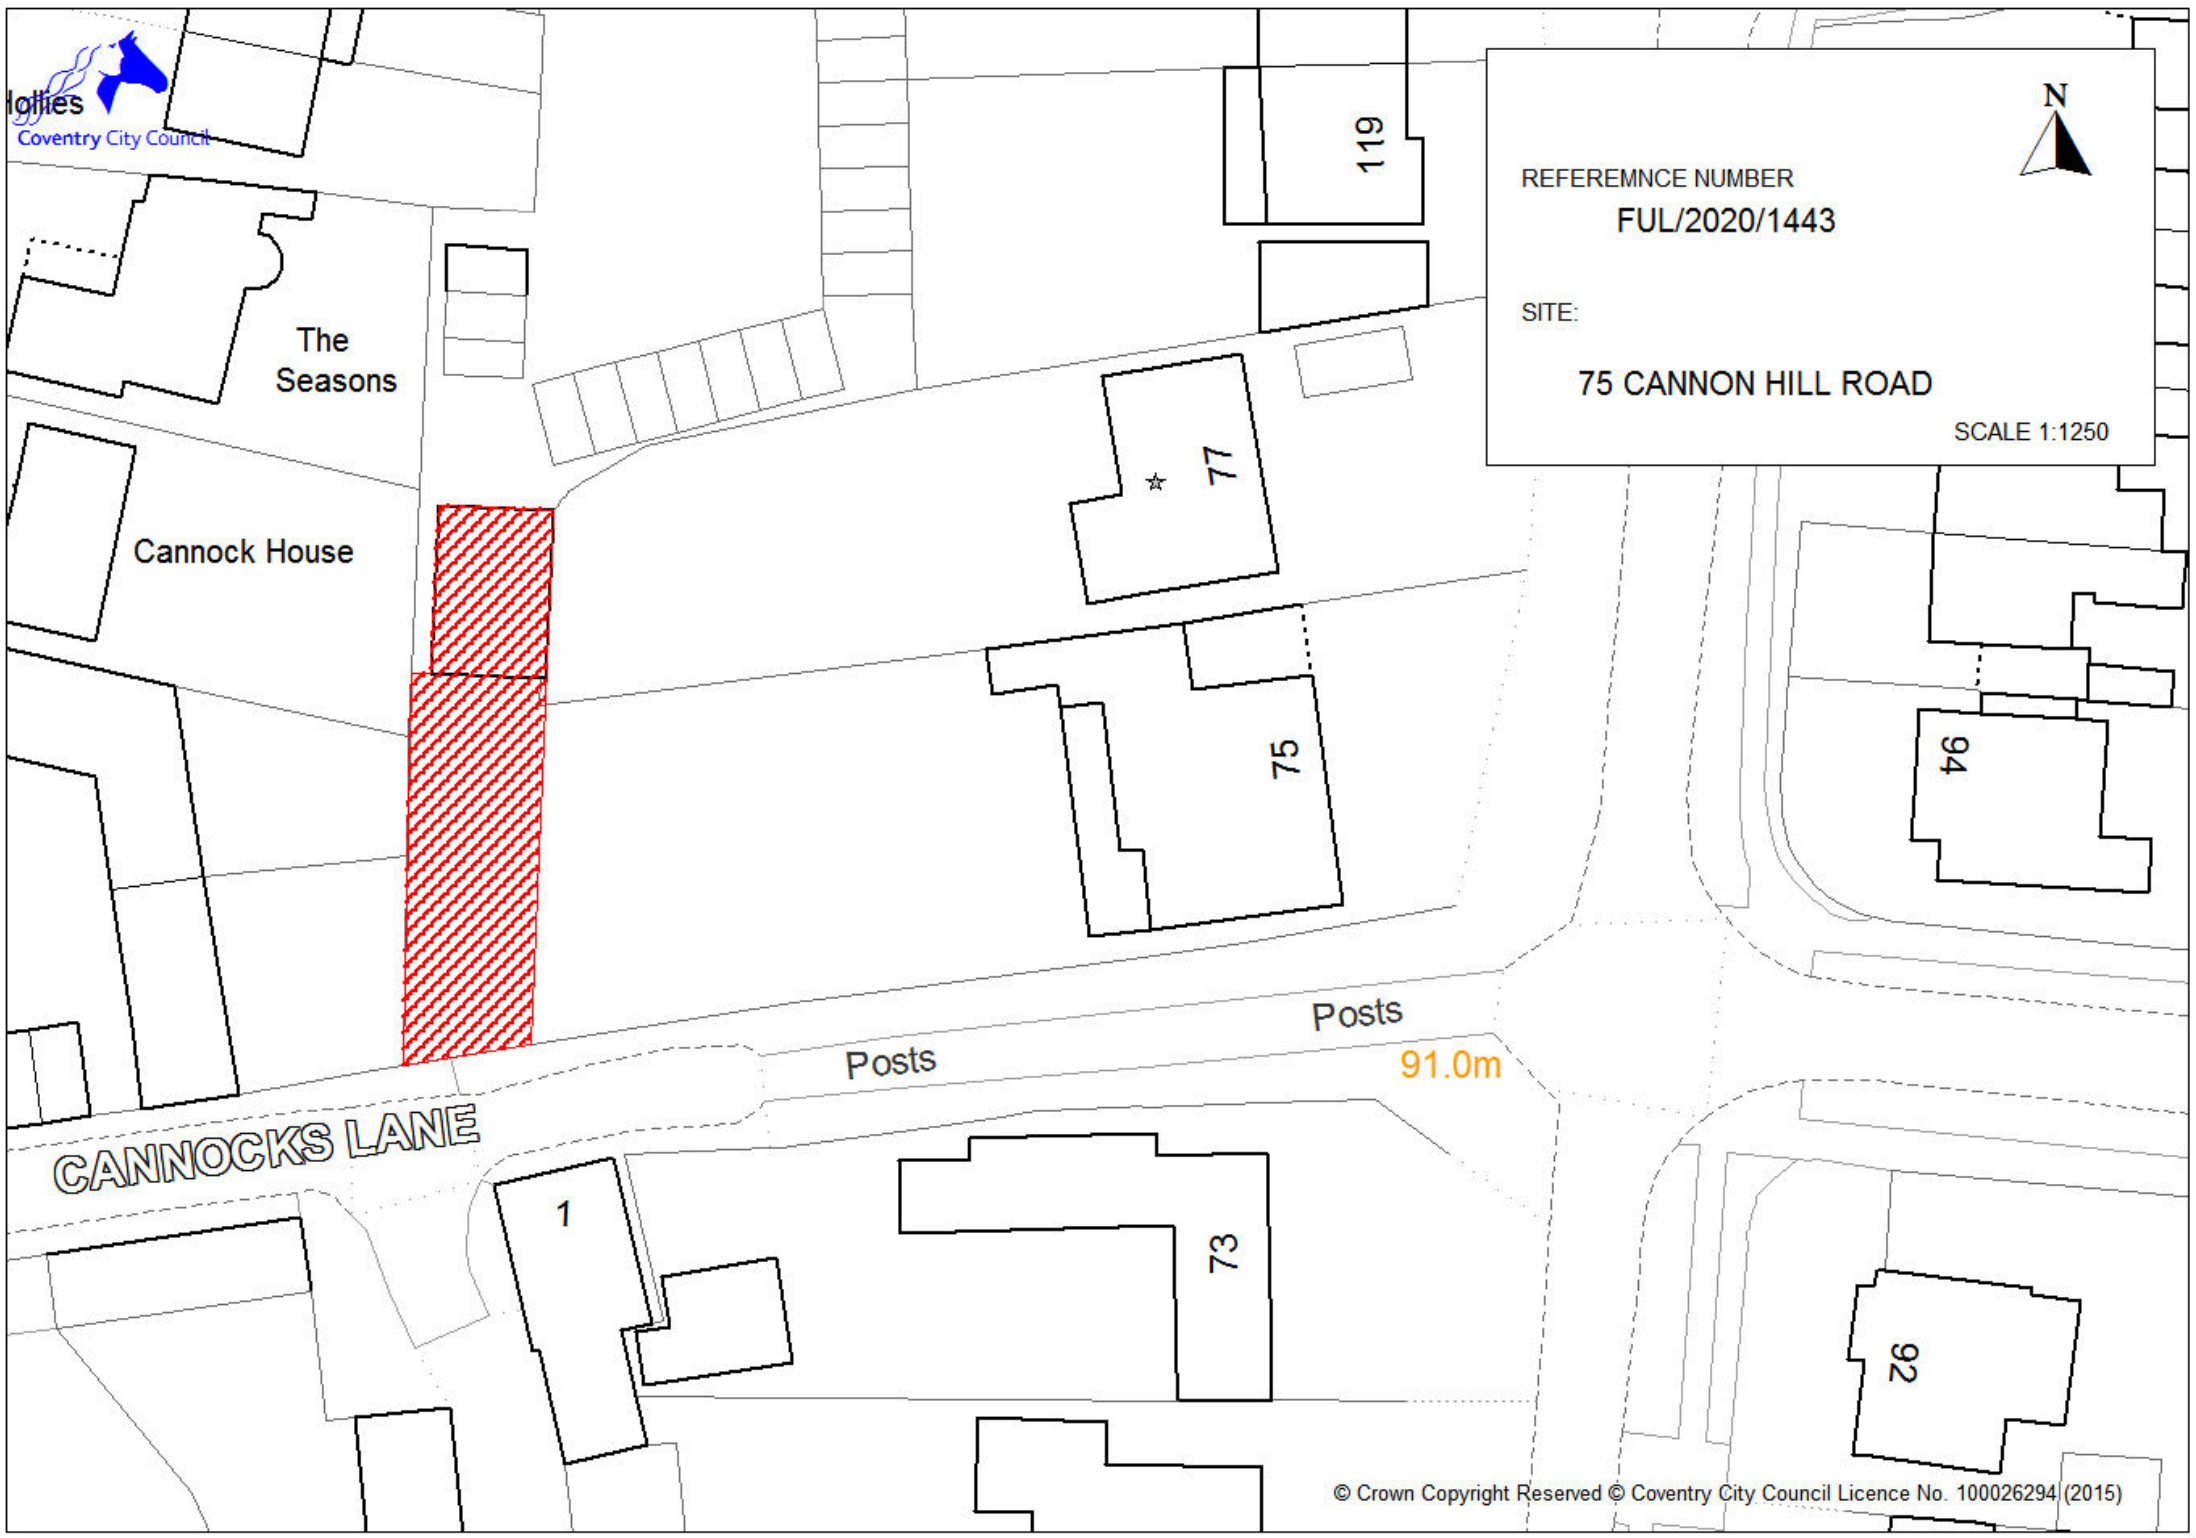 Hollies
Coventry City Council
119
N
REFEREMNCE NUMBER
FUL/2020/1443
SITE:
75 CANNON HILL ROAD
SCALE 1:1250
The
Seasons
77
Cannock House
75
94
Posts
Posts
91.0m
CANNOCKS LANE
1
73
92
© Crown Copyright Reserved © Coventry City Council Licence No. 100026294 (2015)